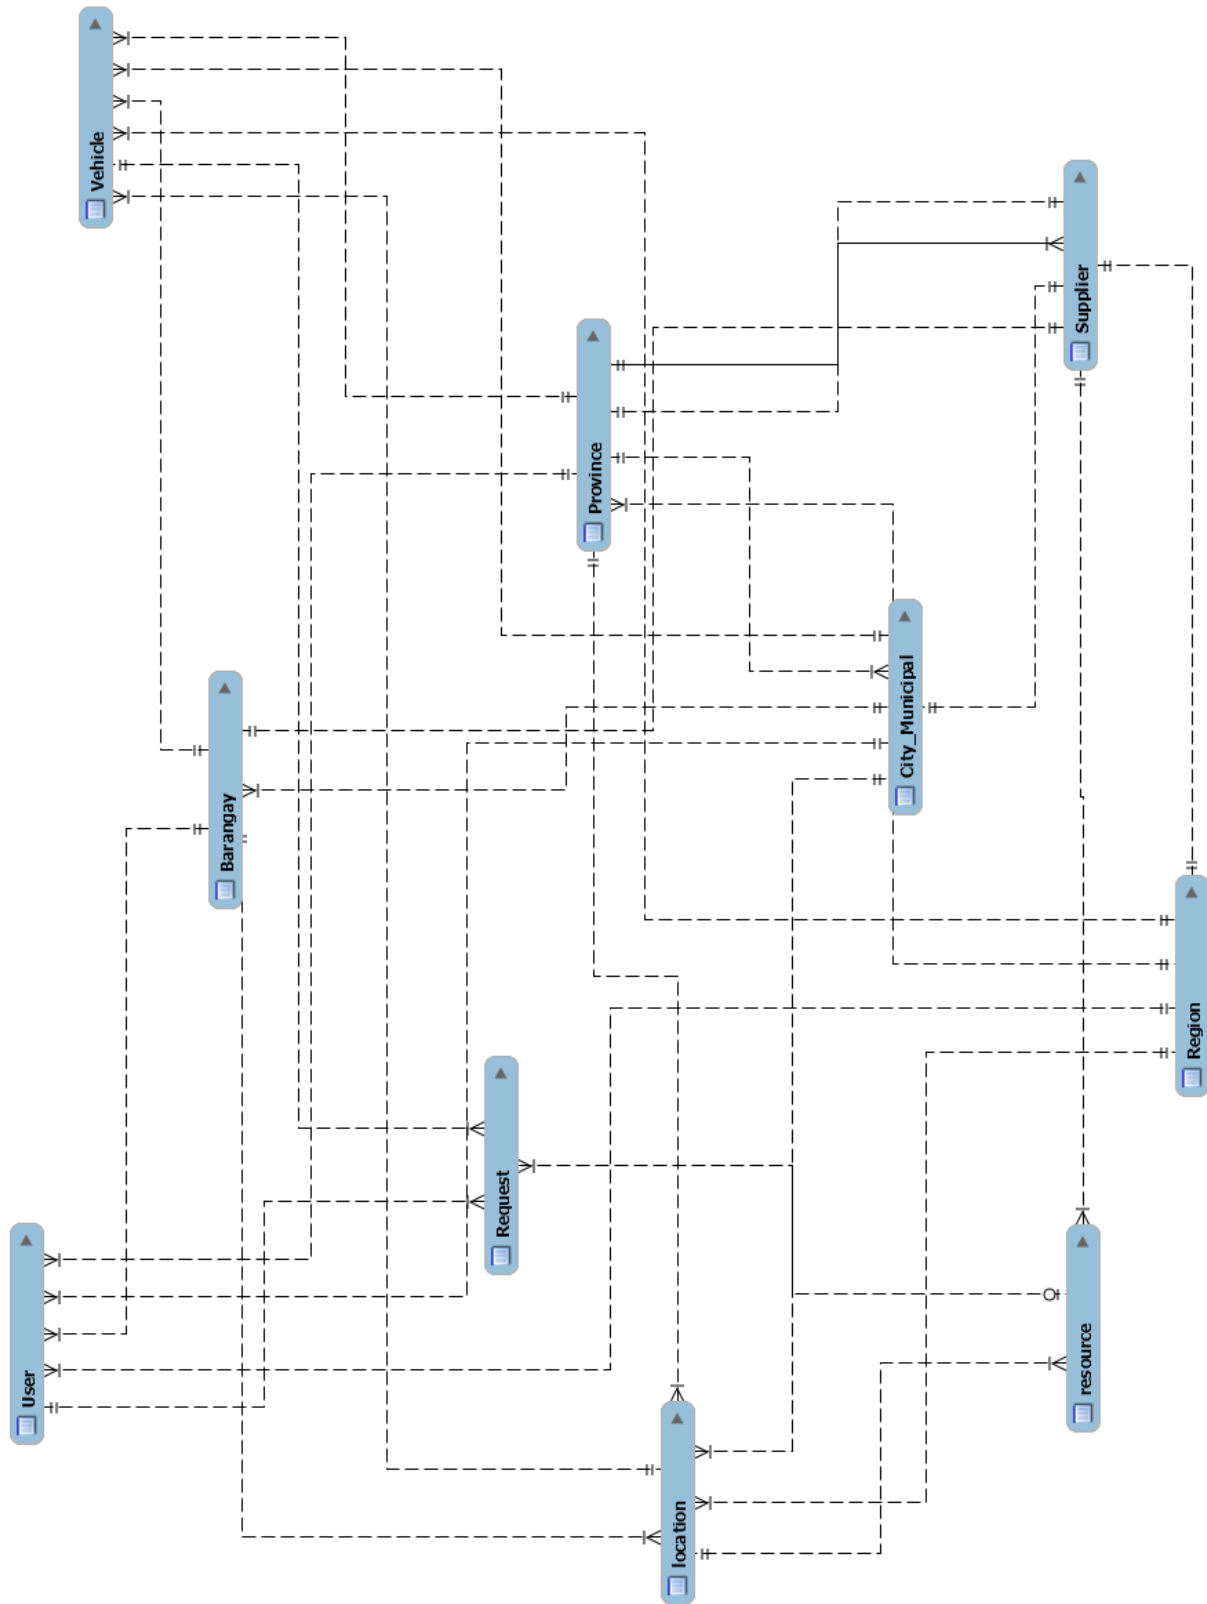 User
location
Request
resource
Barangay
Region
City_Municipal
Province
Vehicle
Supplier